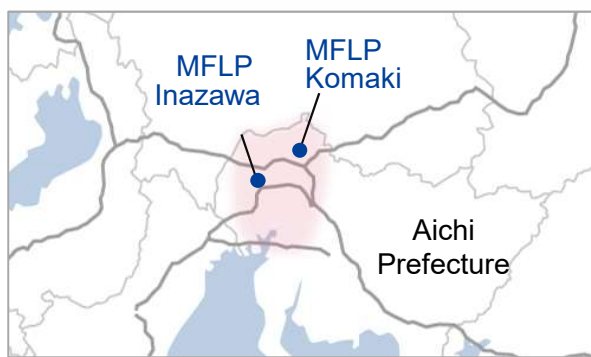 MFLP
Inazawa
MFLP
Komaki
Aichi
Prefecture